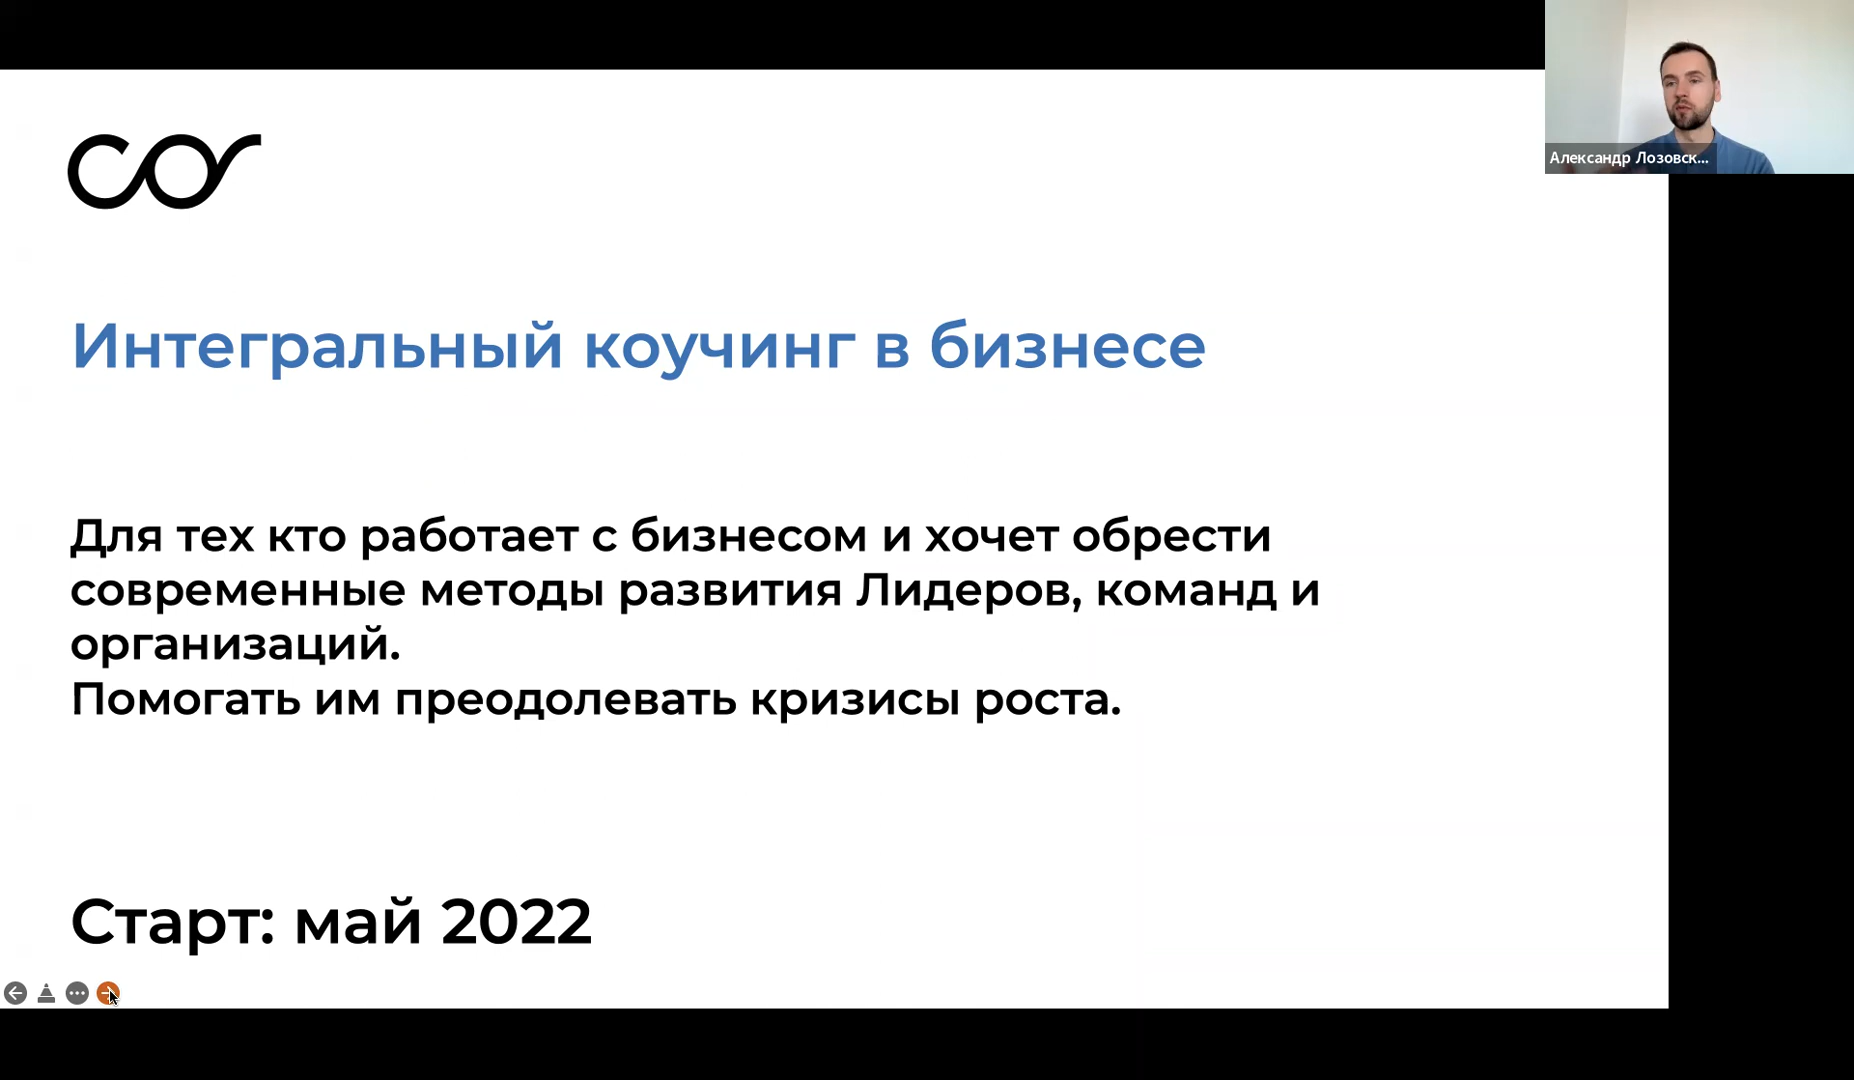 cor
Александр Лозовск...
Интегральный коучинг в бизнесе
Для тех кто работает с бизнесом и хочет обрести
современные методы развития Лидеров, команд и
организаций.
Помогать им преодолевать кризисы роста.
Старт: май 2022